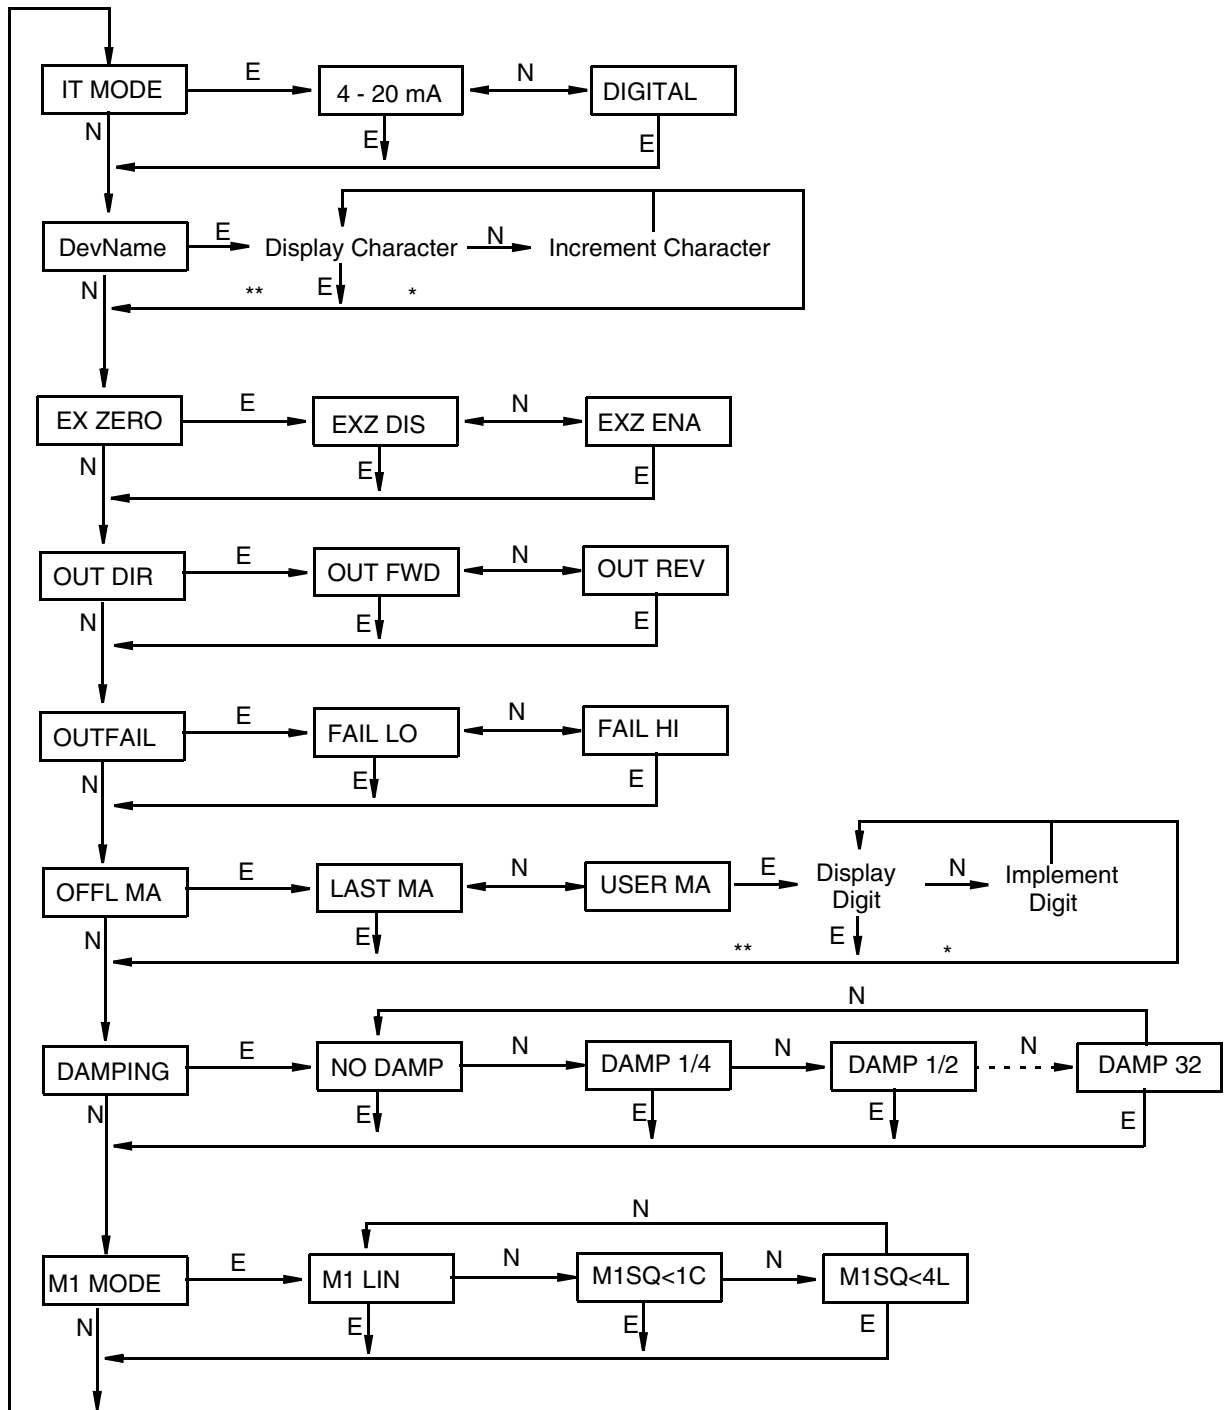 E
N
IT MODE
4 - 20 mA
DIGITAL
N
E
E
E
N
DevName
Display Character
Increment Character
N
**
E
*
E
N
EX ZERO
EXZ DIS
EXZ ENA
N
E
E
E
N
OUT DIR
OUT FWD
OUT REV
N
E
E
E
N
OUTFAIL
FAIL LO
FAIL HI
N
E
E
E
N
E
N
OFFL MA
LAST MA
USER MA
Display
Digit
Implement
Digit
N
E
E
**
*
N
E
N
N
N
DAMPING
NO DAMP
DAMP 1/4
DAMP 1/2
DAMP 32
N
E
E
E
E
N
E
N
N
M1 MODE
M1 LIN
M1SQ<1C
M1SQ<4L
N
E
E
E